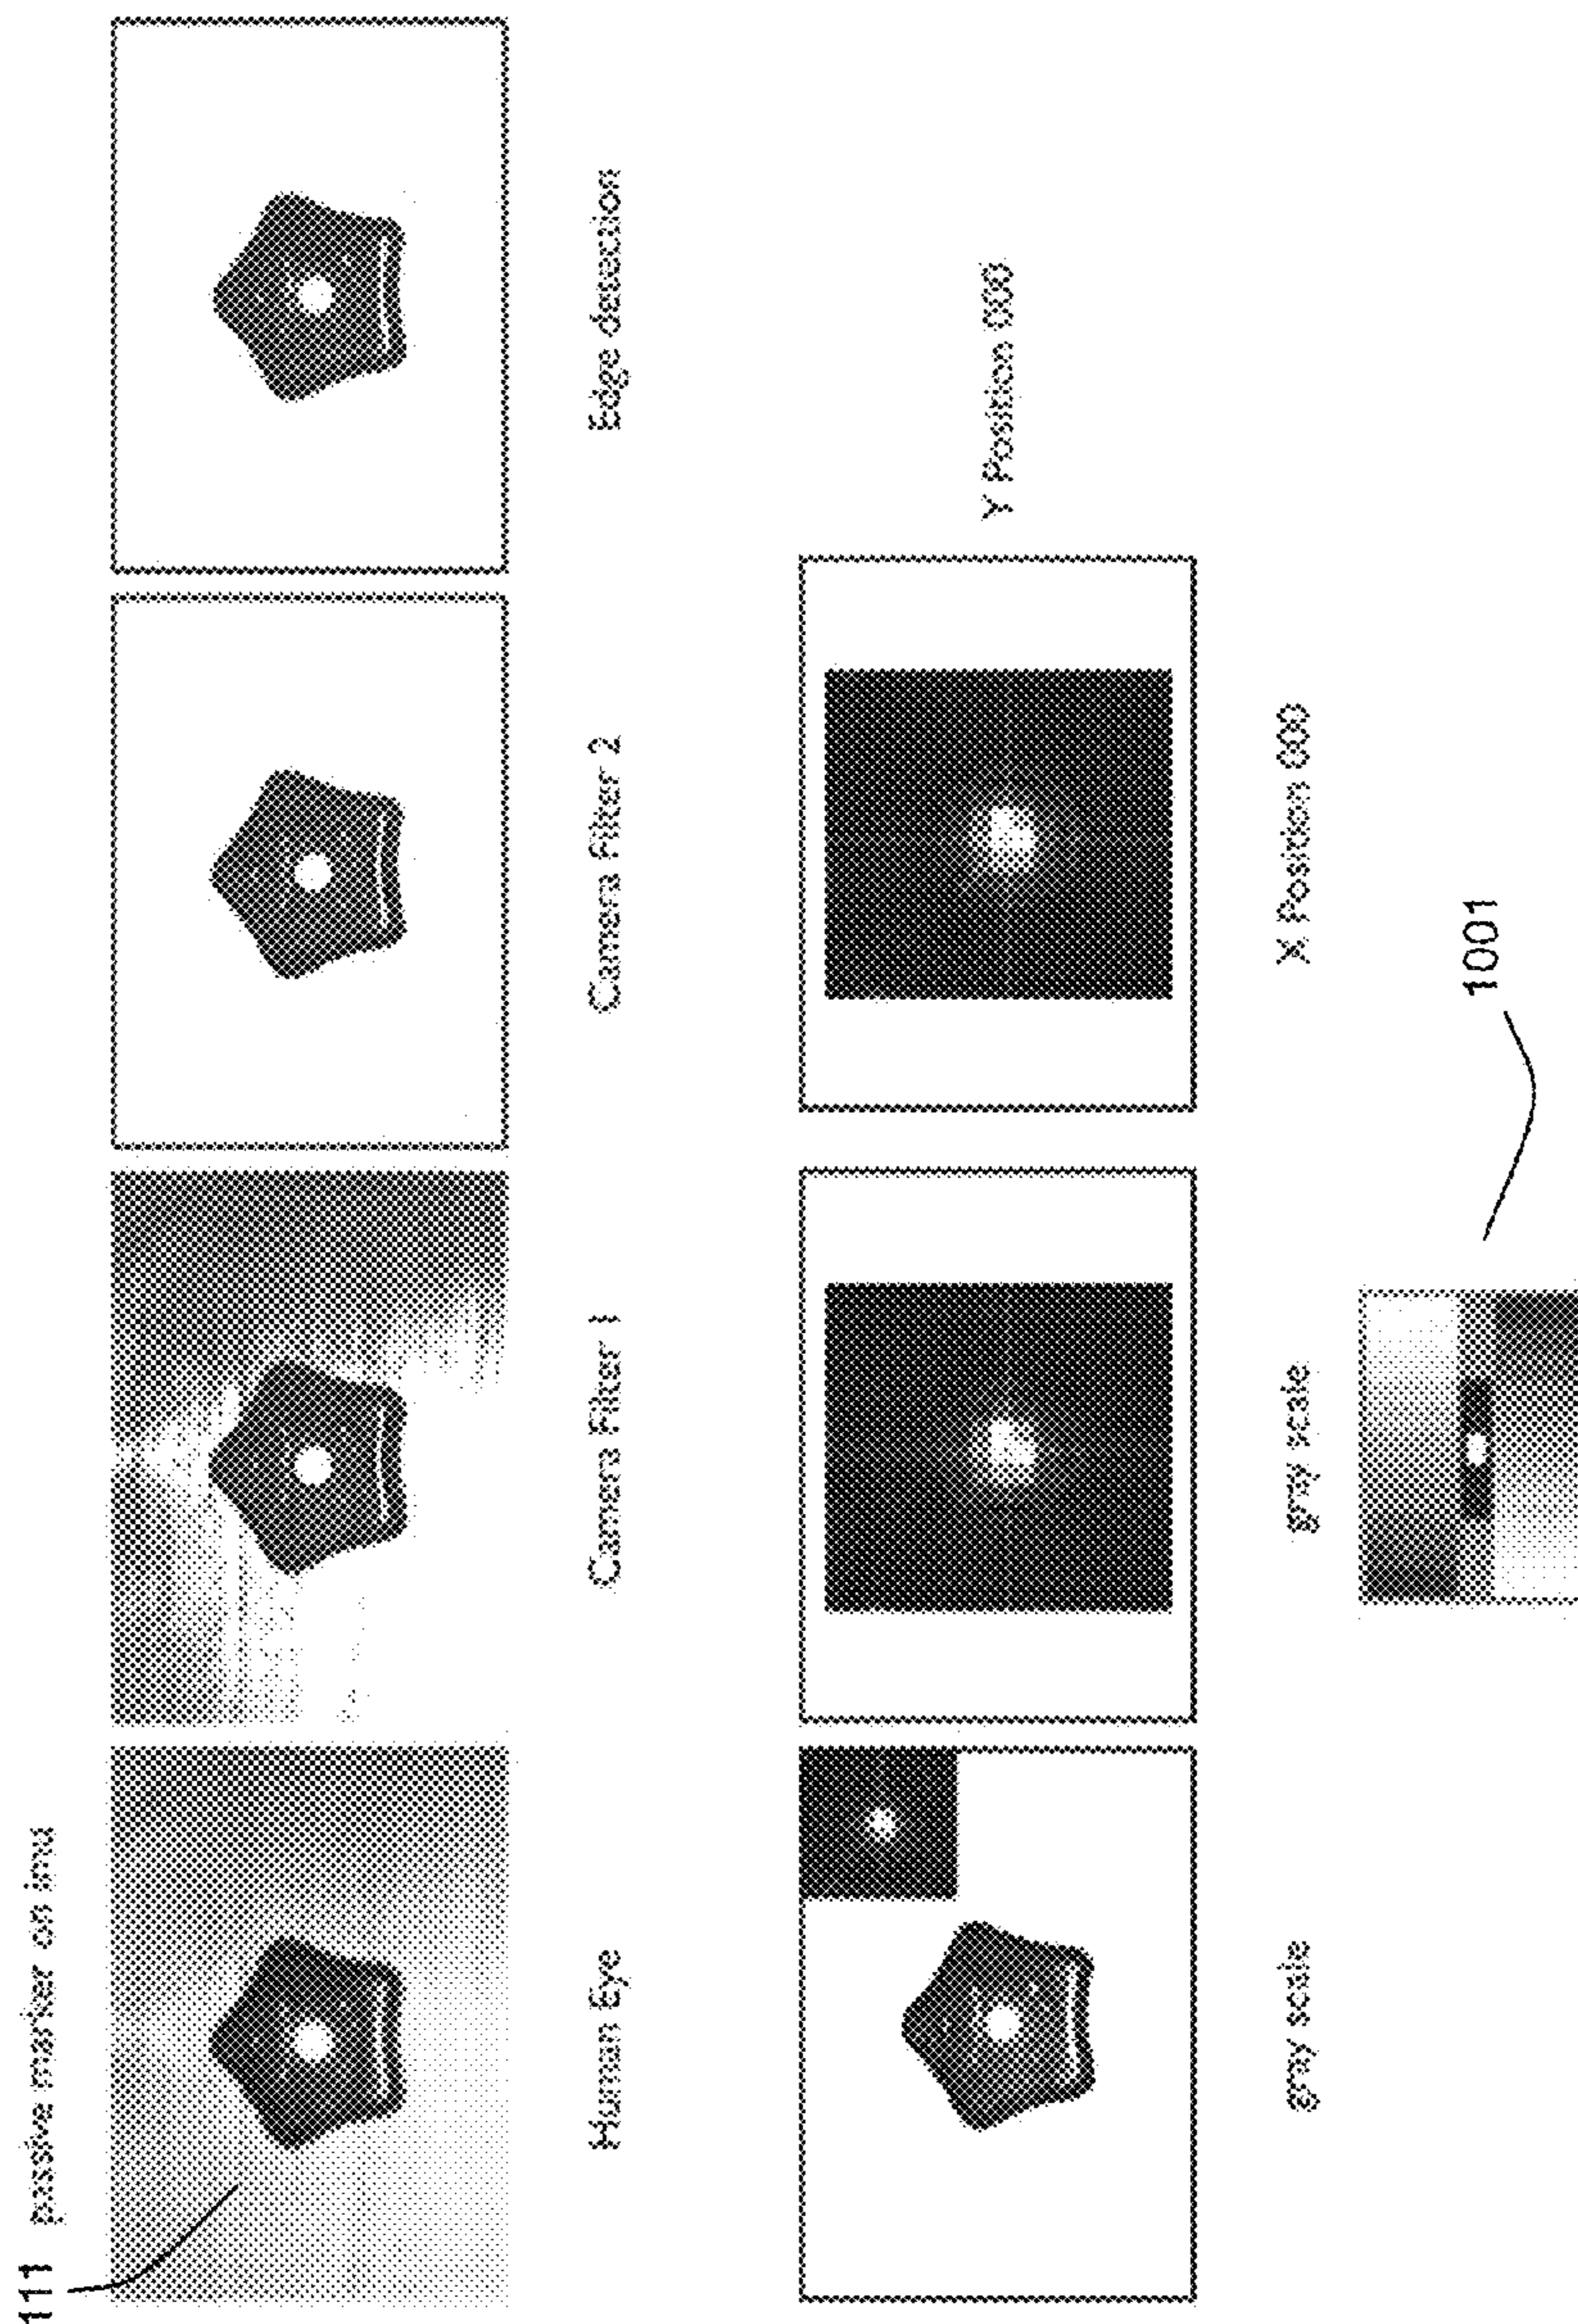 111 passive marker on imu
Human Eye
Camera Filter 1
Camera Filter 2
Edge detection
gray scale
gray scale
X Position 000
Y Position 000
1001